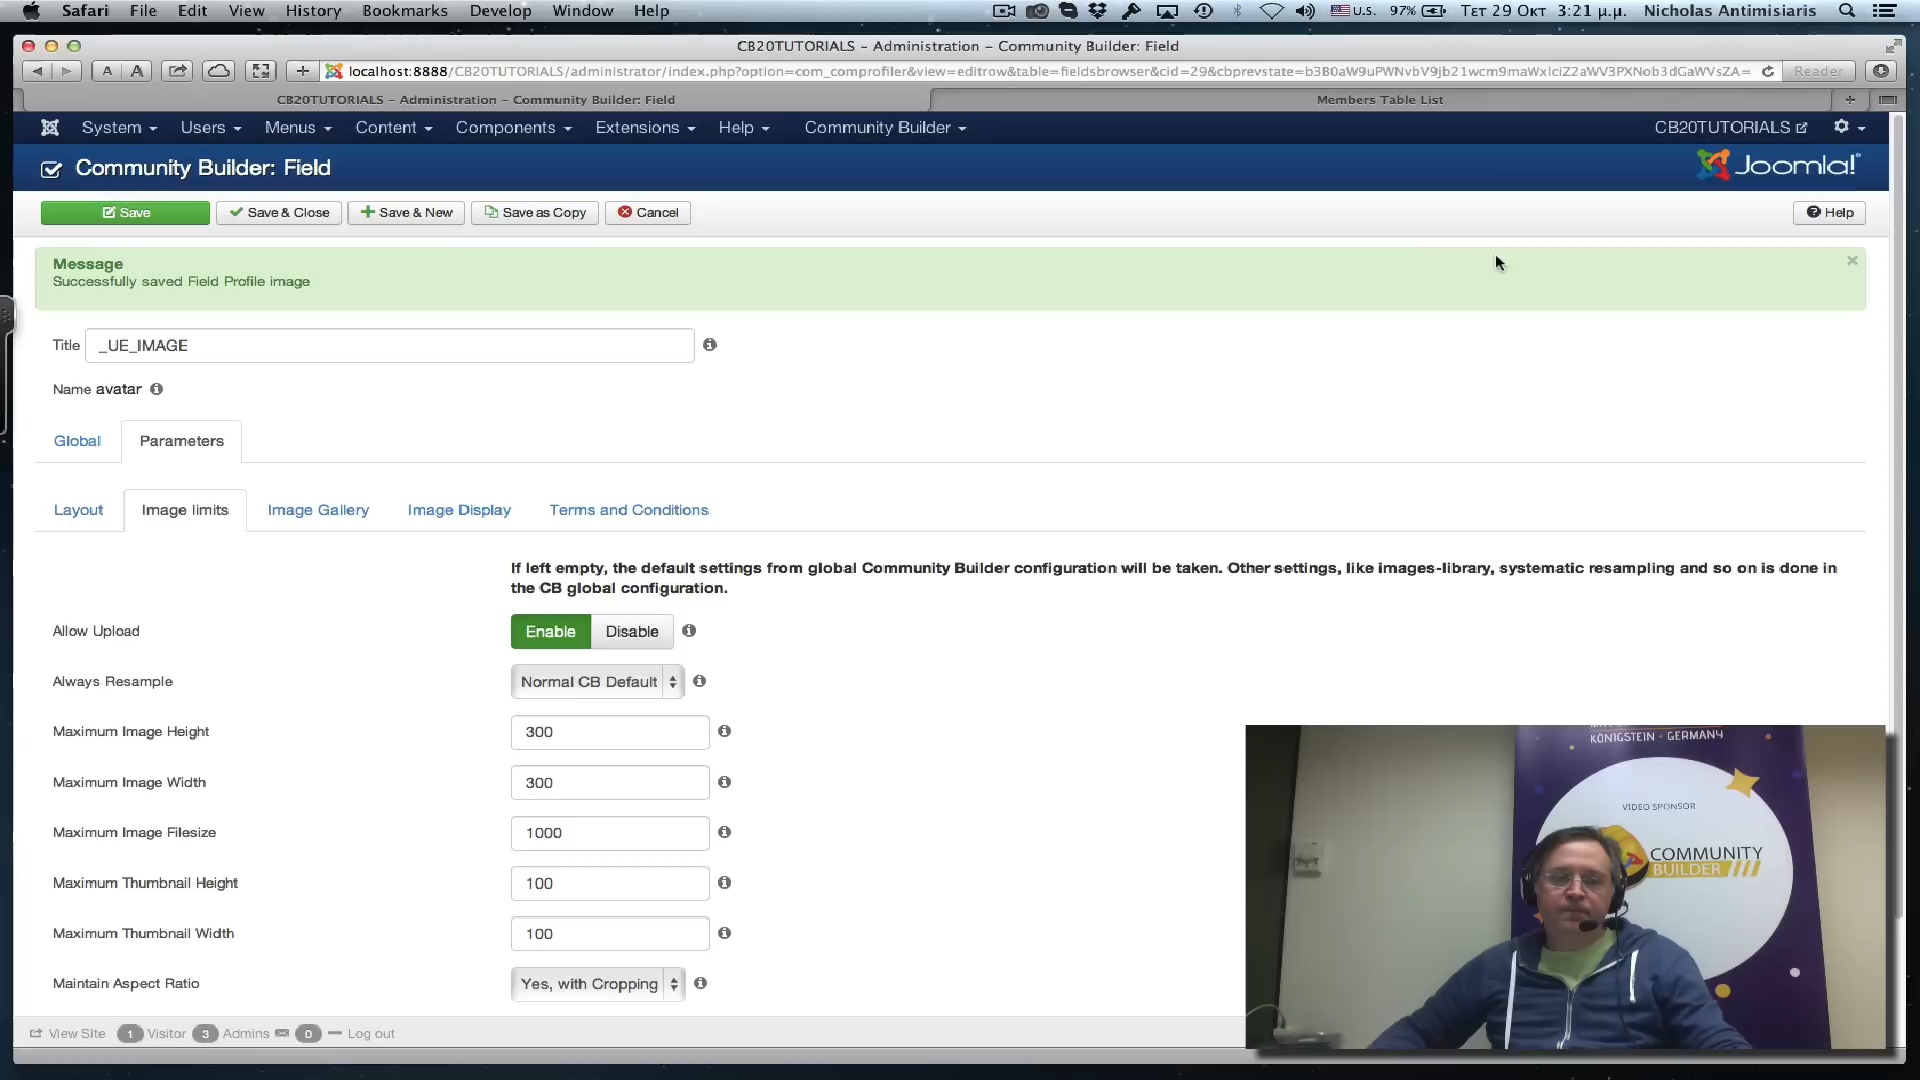 Safari File Edit View History Bookmarks Develop Window Help U.S. 97% Τετ 29 Οκτ 3:21 μ.μ. Nicholas Antimisiaris
CB20TUTORIALS – Administration – Community Builder: Field
A A localhost:8888/CB20TUTORIALS/administrator/index.php?option=com_comprofiler&view=editrow&table=fieldsbrowser&cid=29&cbprevstate=b3B0aW9uPWNvbV9jb21wcm9maWxlciZ2aWV3PXNob3dGaWVsZA= Reader
CB20TUTORIALS – Administration – Community Builder: Field Members Table List
System Users Menus Content Components Extensions Help Community Builder CB20TUTORIALS
Community Builder: Field Joomla!
Save Save & Close Save & New Save as Copy Cancel Help
Message
Successfully saved Field Profile image
Title _UE_IMAGE
Name avatar
Global Parameters
Layout Image limits Image Gallery Image Display Terms and Conditions
If left empty, the default settings from global Community Builder configuration will be taken. Other settings, like images-library, systematic resampling and so on is done in
the CB global configuration.
Allow Upload Enable Disable
Always Resample Normal CB Default
Maximum Image Height 300
Maximum Image Width 300
Maximum Image Filesize 1000
Maximum Thumbnail Height 100
Maximum Thumbnail Width 100
Maintain Aspect Ratio Yes, with Cropping
View Site 1 Visitor 3 Admins 0 Log out
KÖNIGSTEIN - GERMANY
VIDEO SPONSOR
COMMUNITY
BUILDER